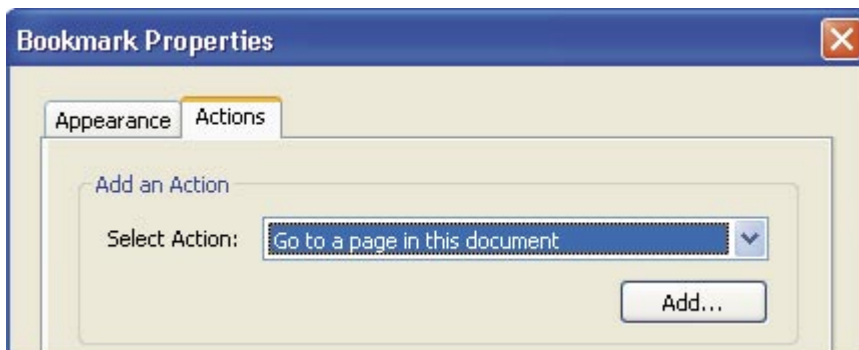 Bookmark Properties
Appearance Actions
Add an Action
Select Action: Go to a page in this document
Add...